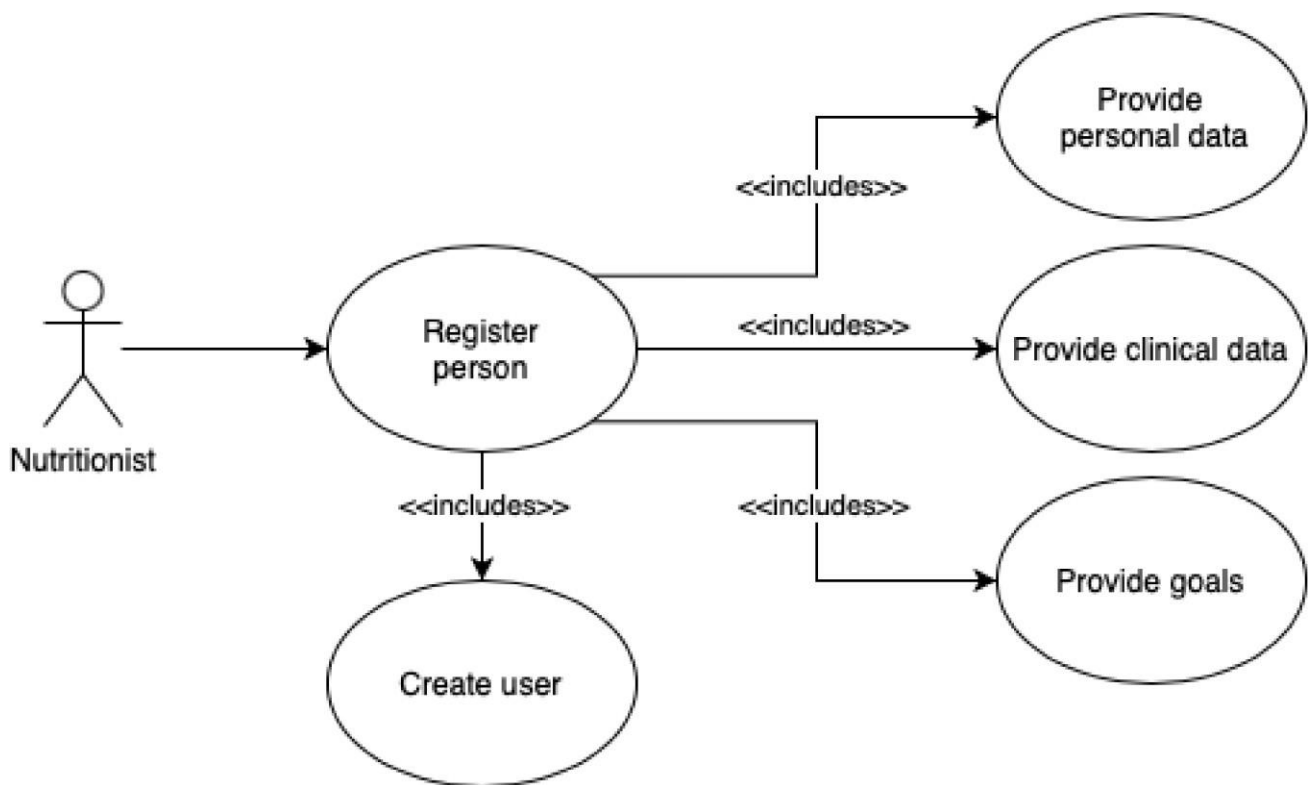 Provide
personal data
<<includes>>
Register
person
<<includes>>
Provide clinical data
Nutritionist
<<includes>>
<<includes>>
Provide goals
Create user